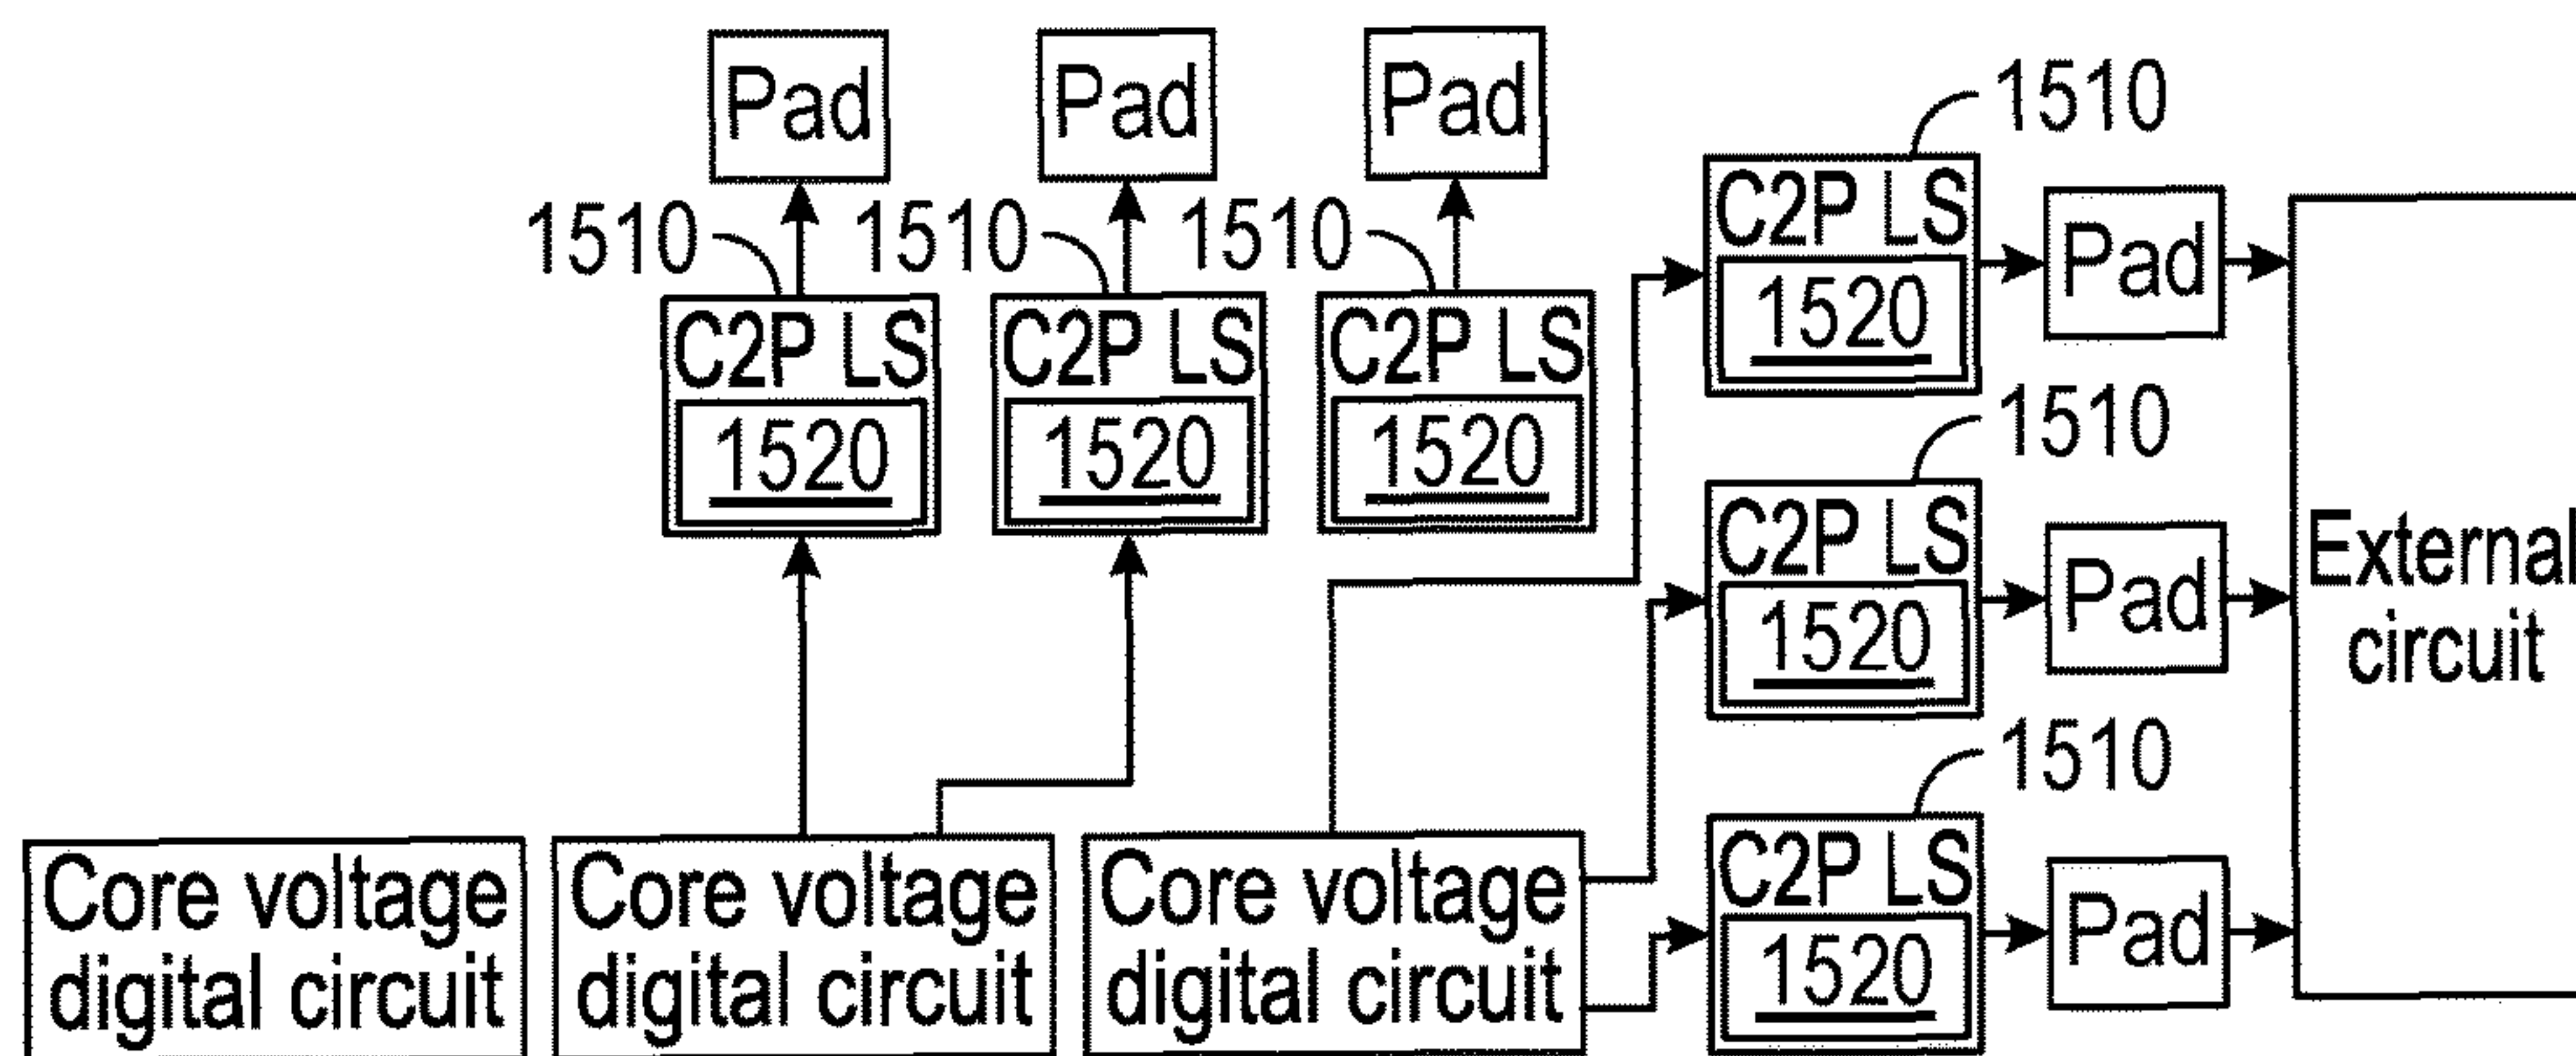 Pad
Pad
Pad
1510
1510
1510
1510
C2P LS
1520
C2P LS
1520
C2P LS
1520
C2P LS
1520
Pad
1510
C2P LS
1520
Pad
1510
C2P LS
1520
Pad
External
circuit
Core voltage
digital circuit
Core voltage
digital circuit
Core voltage
digital circuit